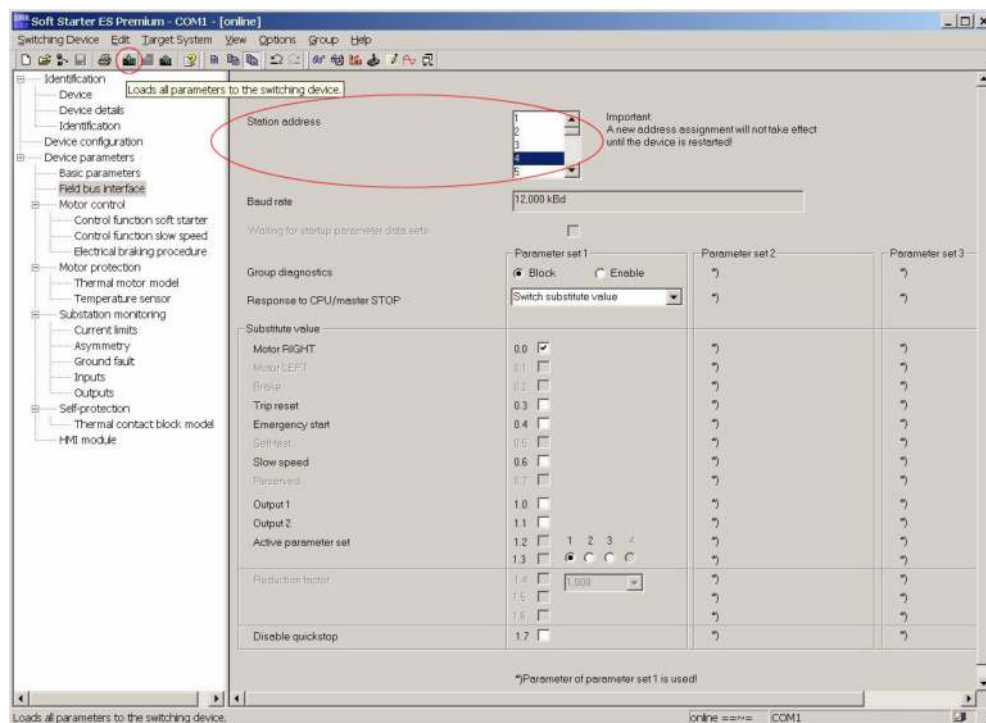 Soft Starter ES Premium - COM1 - [online]
Switching Device Edit Target System View Options Group Help
Loads all parameters to the switching device.
Identification
Device
Device details
Identification
Device configuration
Device parameters
Basic parameters
Field bus interface
Motor control
Control function soft starter
Control function slow speed
Electrical braking procedure
Motor protection
Thermal motor model
Temperature sensor
Substation monitoring
Current limits
Asymmetry
Ground fault
Inputs
Outputs
Self-protection
Thermal contact block model
HMI module
Station address
1
2
3
4
5
Important:
A new address assignment will not take effect
until the device is restarted!
Baud rate 12,000 kBd
Waiting for startup parameter data sets
Parameter set 1 Parameter set 2 Parameter set 3
Group diagnostics Block Enable *) *)
Response to CPU/master STOP Switch substitute value *) *)
Substitute value
Motor RIGHT 0.0 *) *)
Motor LEFT 0.1 *) *)
Brake 0.2 *) *)
Trip reset 0.3 *) *)
Emergency start 0.4 *) *)
Self-test 0.5 *) *)
Slow speed 0.6 *) *)
Reserved 0.7 *) *)
Output 1 1.0 *) *)
Output 2 1.1 *) *)
Active parameter set 1.2 1 2 3 4 *) *)
1.3 *) *)
Reduction factor 1.4 1.000 *) *)
1.5 *) *)
1.6 *) *)
Disable quickstop 1.7 *) *)
*)Parameter of parameter set 1 is used!
Loads all parameters to the switching device. online COM1